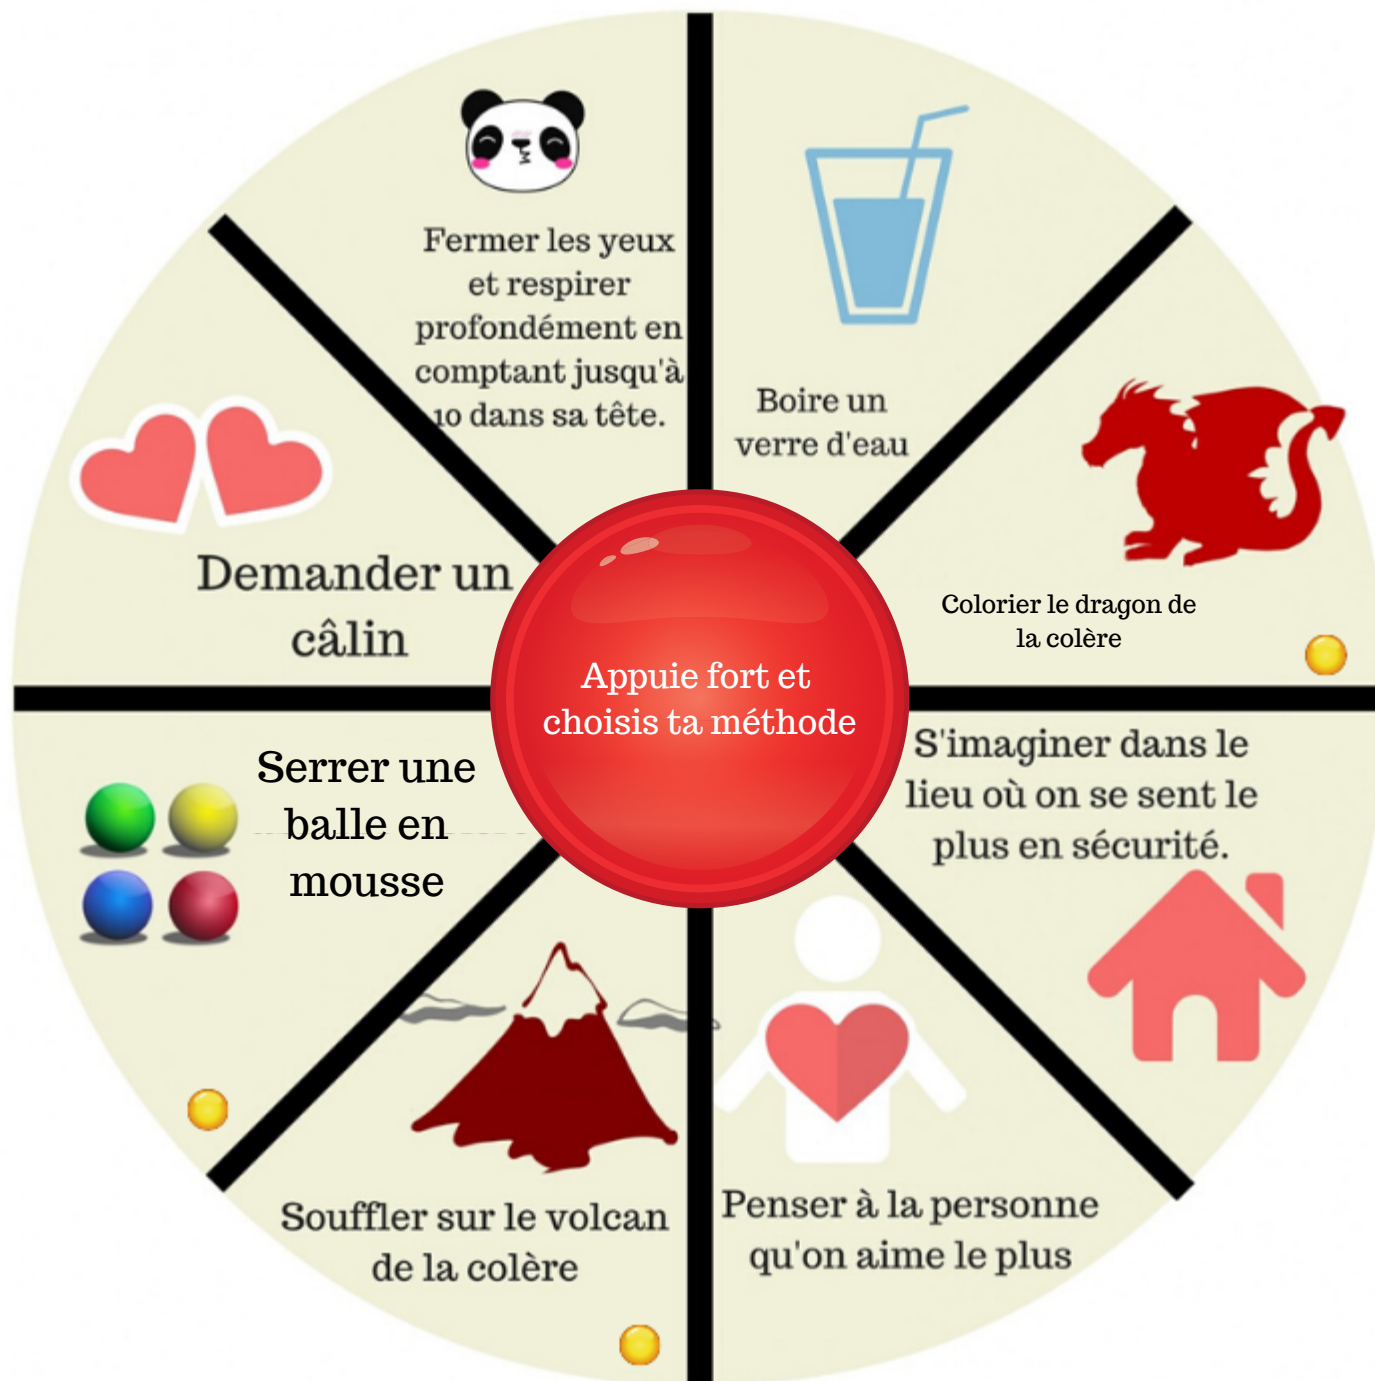 Fermer les yeux
et respirer
profondément en
comptant jusqu'à
10 dans sa tête.
Boire un
verre d'eau
Colorier le dragon de
la colère
Demander un
câlin
Appuie fort et
choisis ta méthode
S'imaginer dans le
lieu où on se sent le
plus en sécurité.
Serrer une
balle en
mousse
Souffler sur le volcan
de la colère
Penser à la personne
qu'on aime le plus